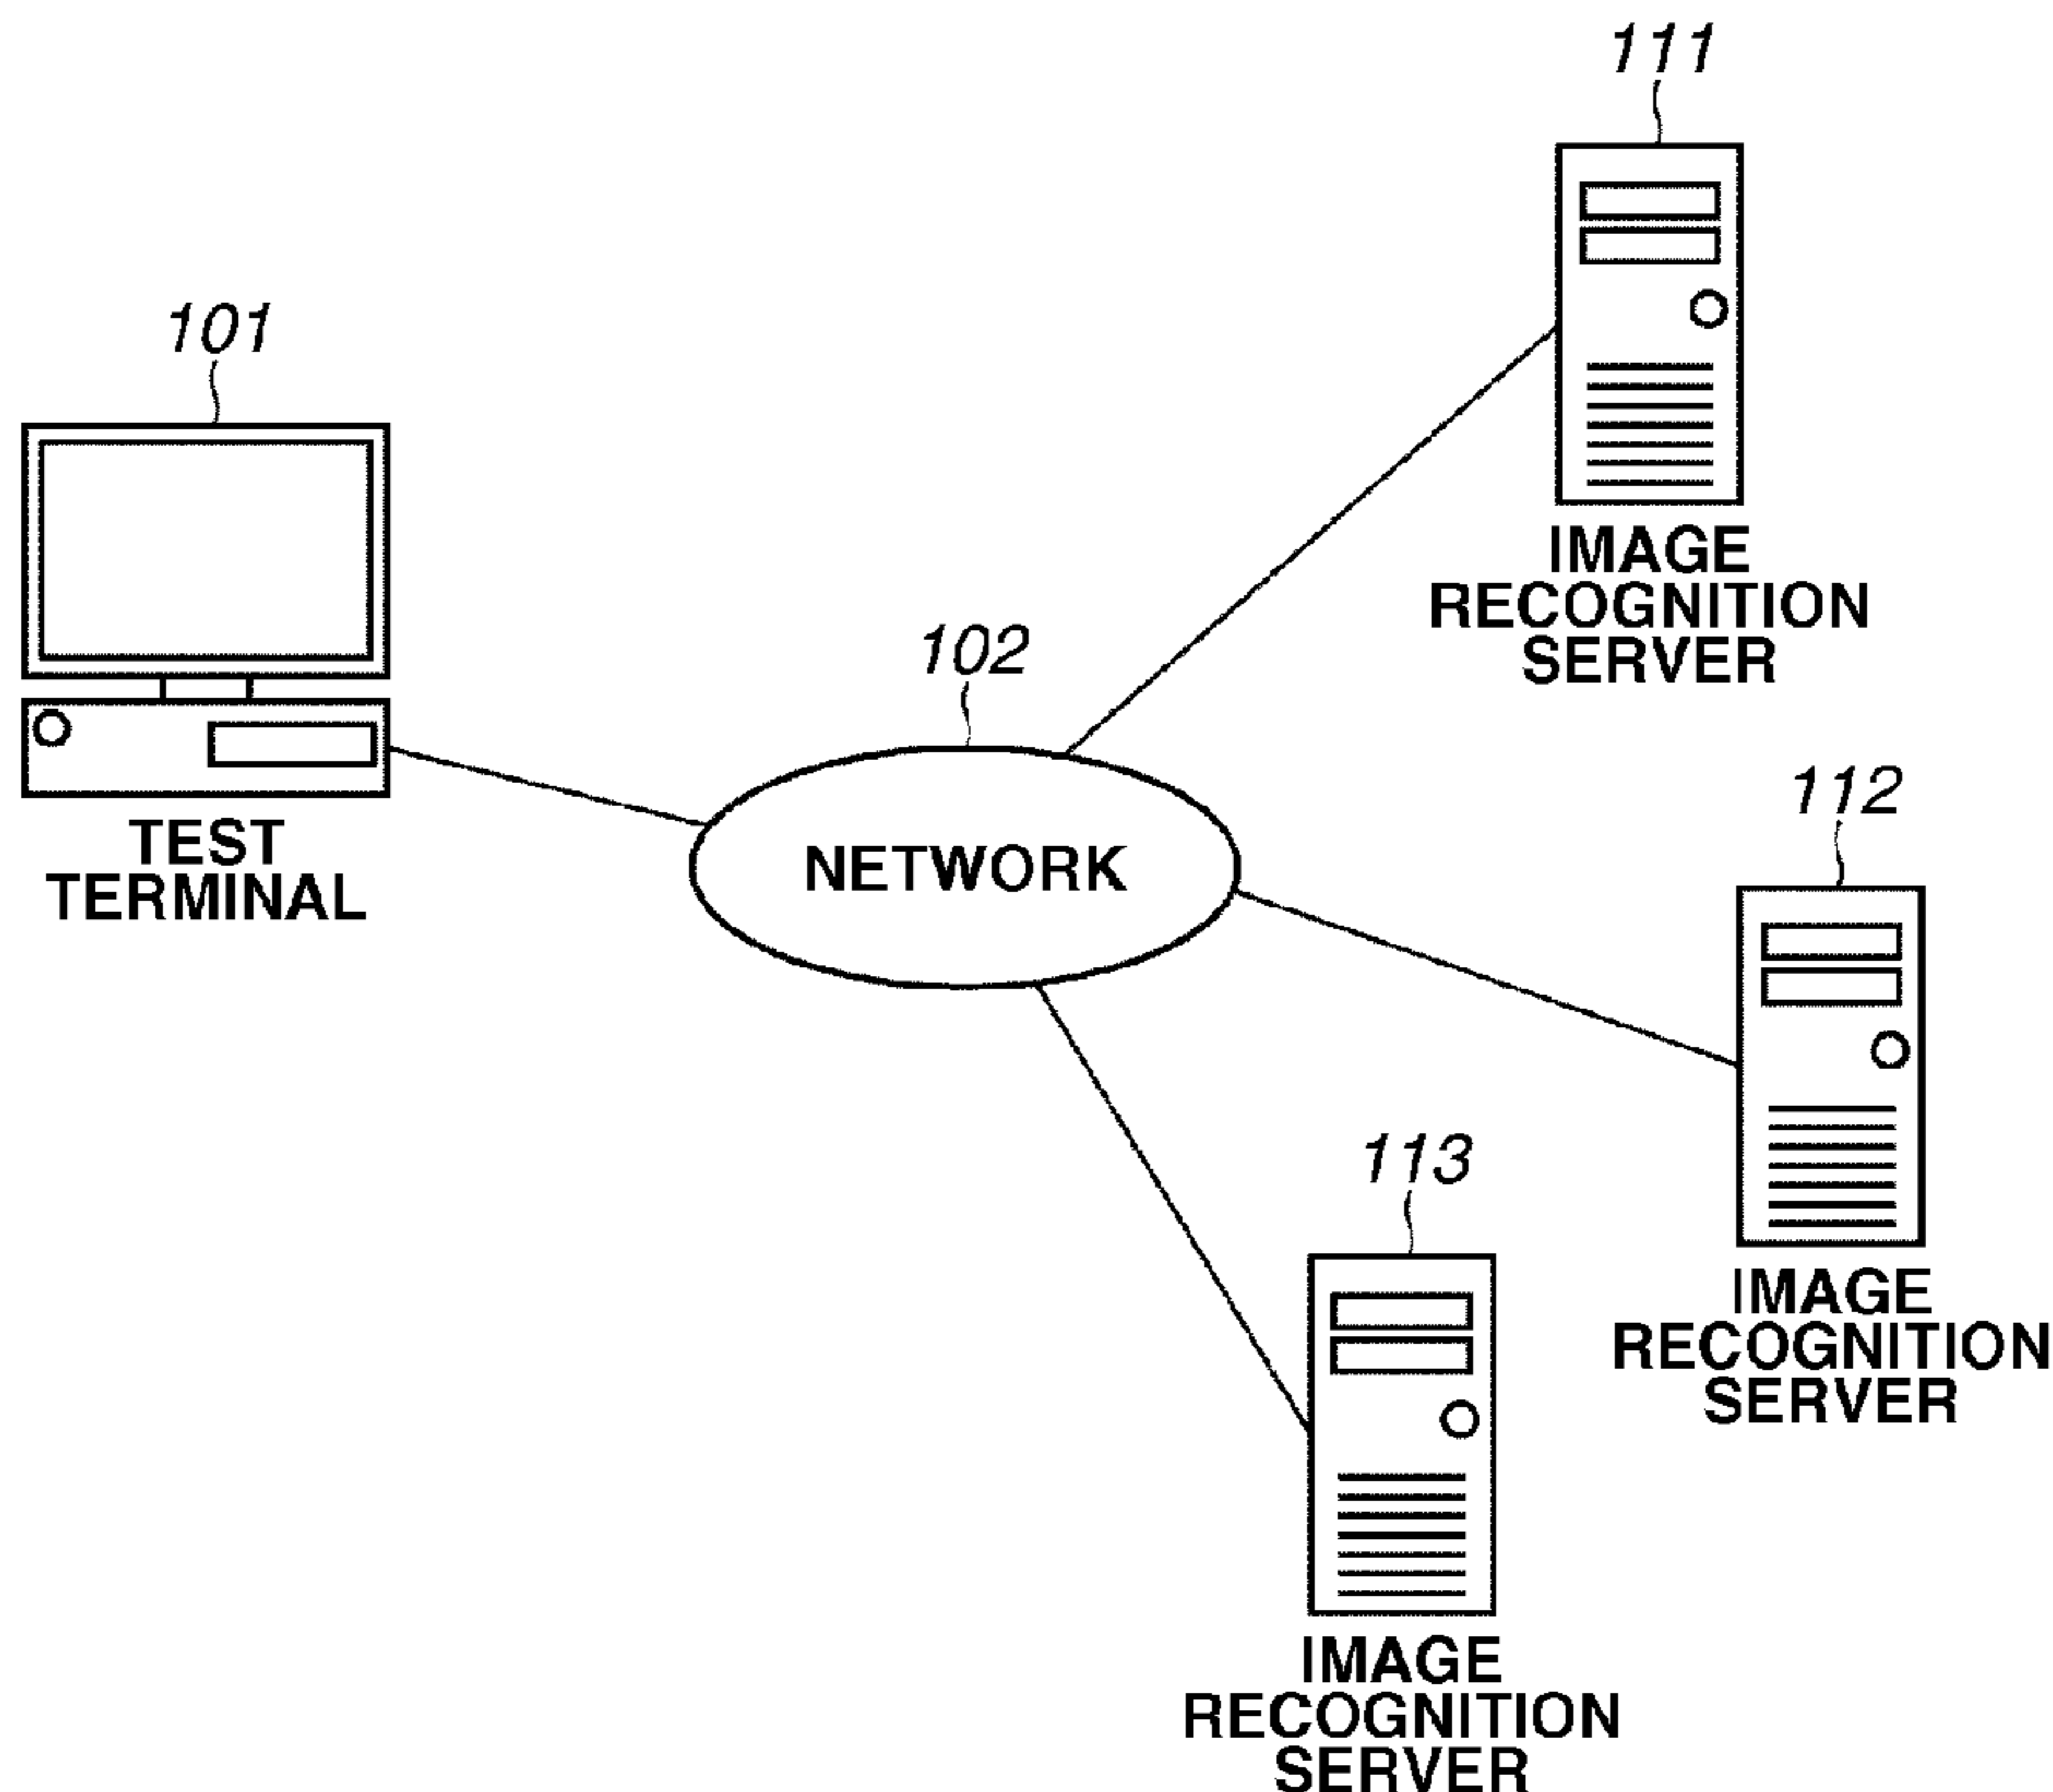 111
IMAGE
RECOGNITION
SERVER
101
TEST
TERMINAL
102
NETWORK
112
IMAGE
RECOGNITION
SERVER
113
IMAGE
RECOGNITION
SERVER